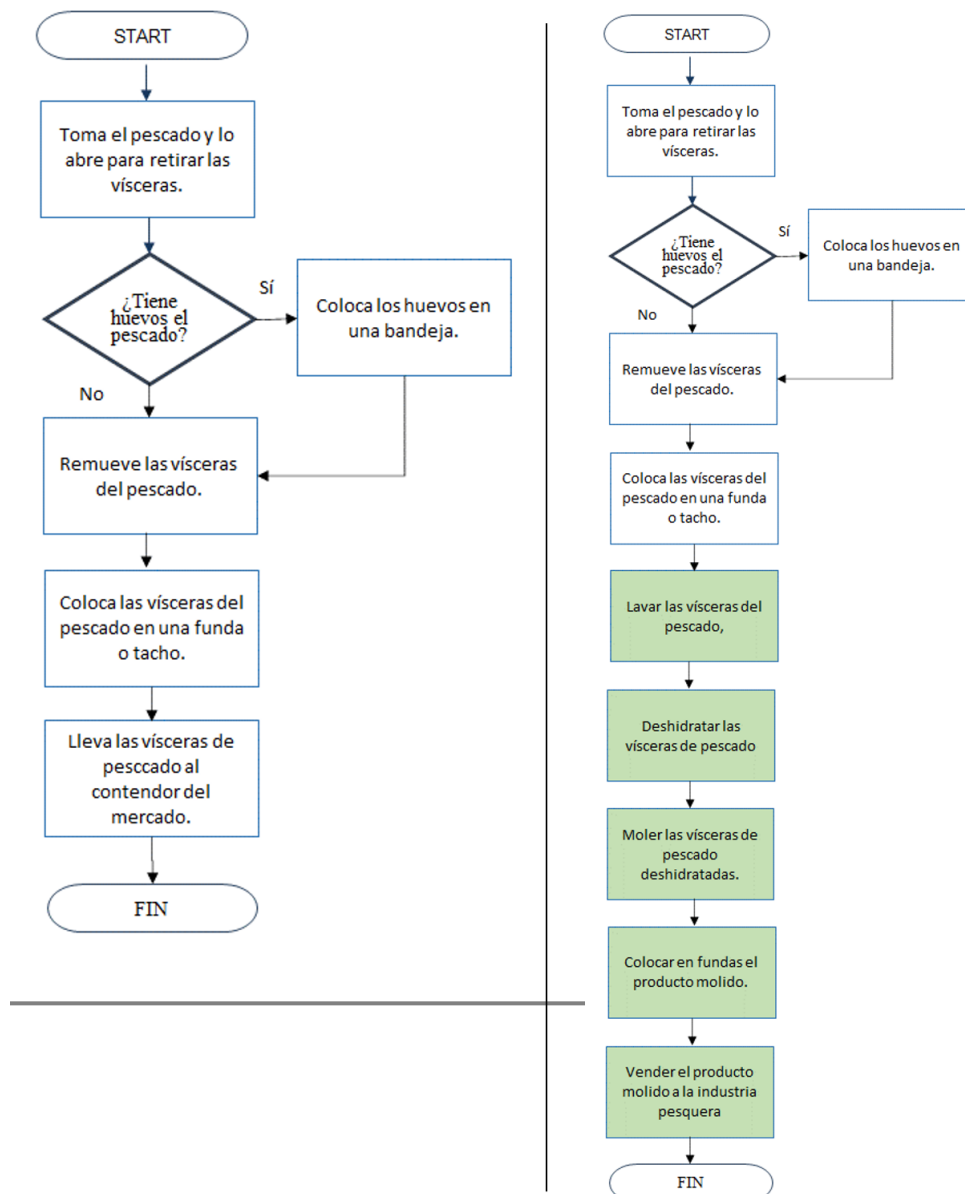 START
Toma el pescado y lo
abre para retirar las
vísceras.
¿Tiene
huevos el
pescado?
Sí
Coloca los huevos en
una bandeja.
No
Remueve las vísceras
del pescado.
Coloca las vísceras del
pescado en una funda
o tacho.
Lleva las vísceras de
pesccado al
contendor del
mercado.
FIN
START
Toma el pescado y lo
abre para retirar las
vísceras.
¿Tiene
huevos el
pescado?
Sí
Coloca los huevos en
una bandeja.
No
Remueve las vísceras
del pescado.
Coloca las vísceras del
pescado en una funda
o tacho.
Lavar las vísceras del
pescado,
Deshidratar las
vísceras de pescado
Moler las vísceras de
pescado
deshidratadas.
Colocar en fundas el
producto molido.
Vender el producto
molido a la industria
pesquera
FIN